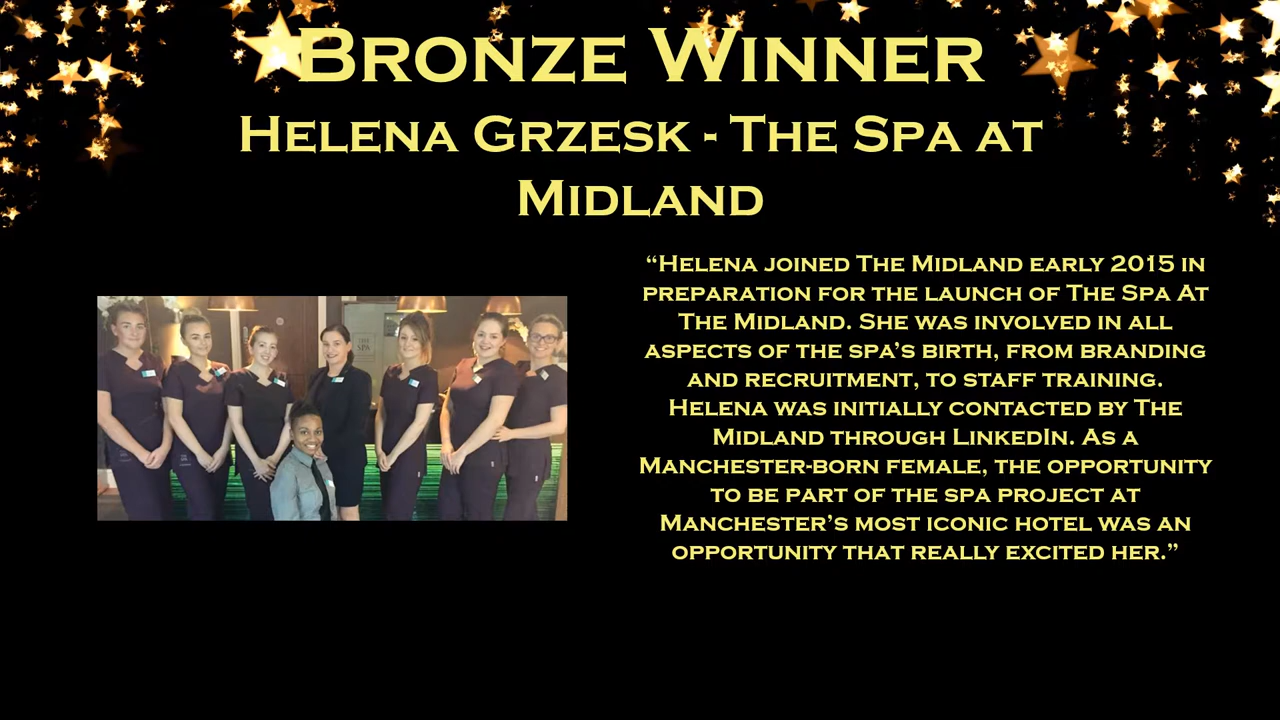 Bronze Winner
Helena Grzesk - The Spa at
Midland
“Helena joined The Midland early 2015 in
preparation for the launch of The Spa At
The Midland. She was involved in all
aspects of the spa’s birth, from branding
and recruitment, to staff training.
Helena was initially contacted by The
Midland through LinkedIn. As a
Manchester-born female, the opportunity
to be part of the spa project at
Manchester’s most iconic hotel was an
opportunity that really excited her.”